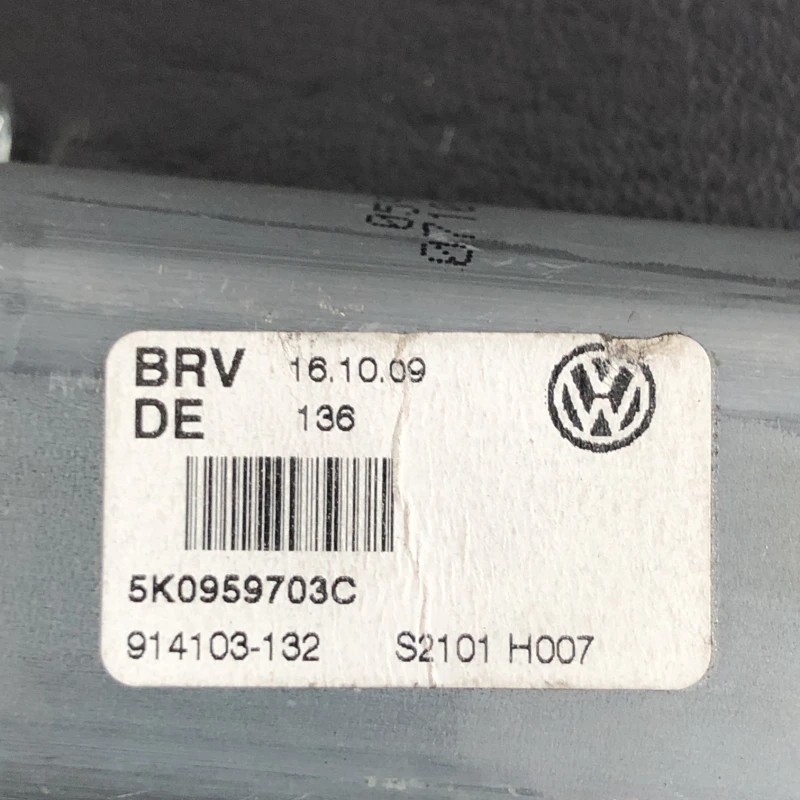 BRV 16.10.09
DE 136
5K0959703C
914103-132 S2101 H007